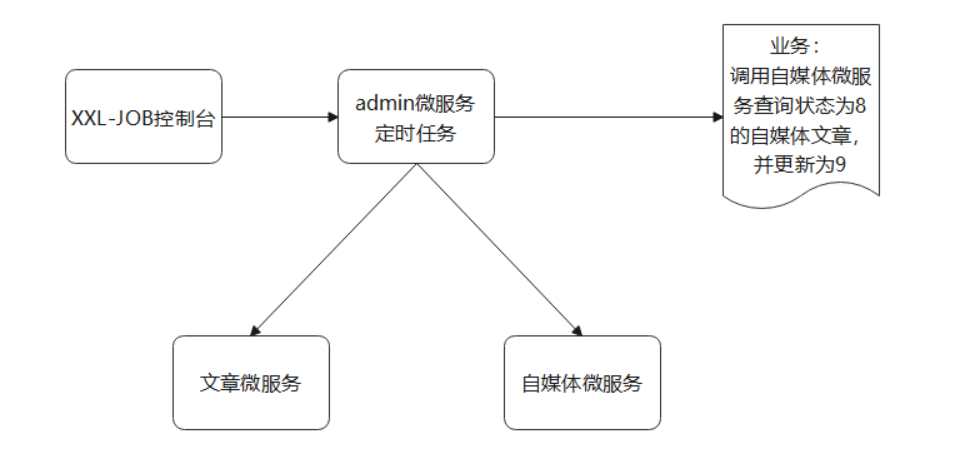 XXL-JOB控制台
admin微服务
定时任务
业务：
调用自媒体微服
务查询状态为8
的自媒体文章，
并更新为9
文章微服务
自媒体微服务